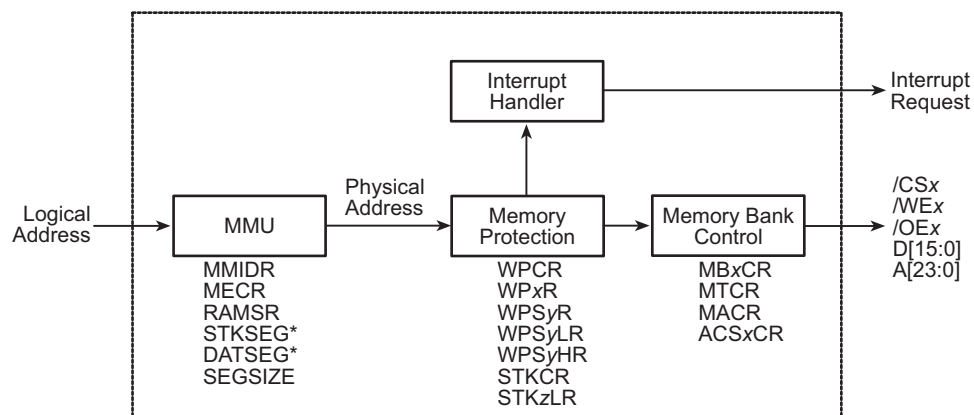 Interrupt
Handler
Interrupt
Request
Logical
Address
MMU
Physical
Address
Memory
Protection
Memory Bank
Control
/CSx
/WEx
/OEx
D[15:0]
A[23:0]
MMIDR
MECR
RAMSR
STKSEG*
DATSEG*
SEGSIZE
WPCR
WPxR
WPSyR
WPSyLR
WPSyHR
STKCR
STKzLR
MBxCR
MTCR
MACR
ACSxCR